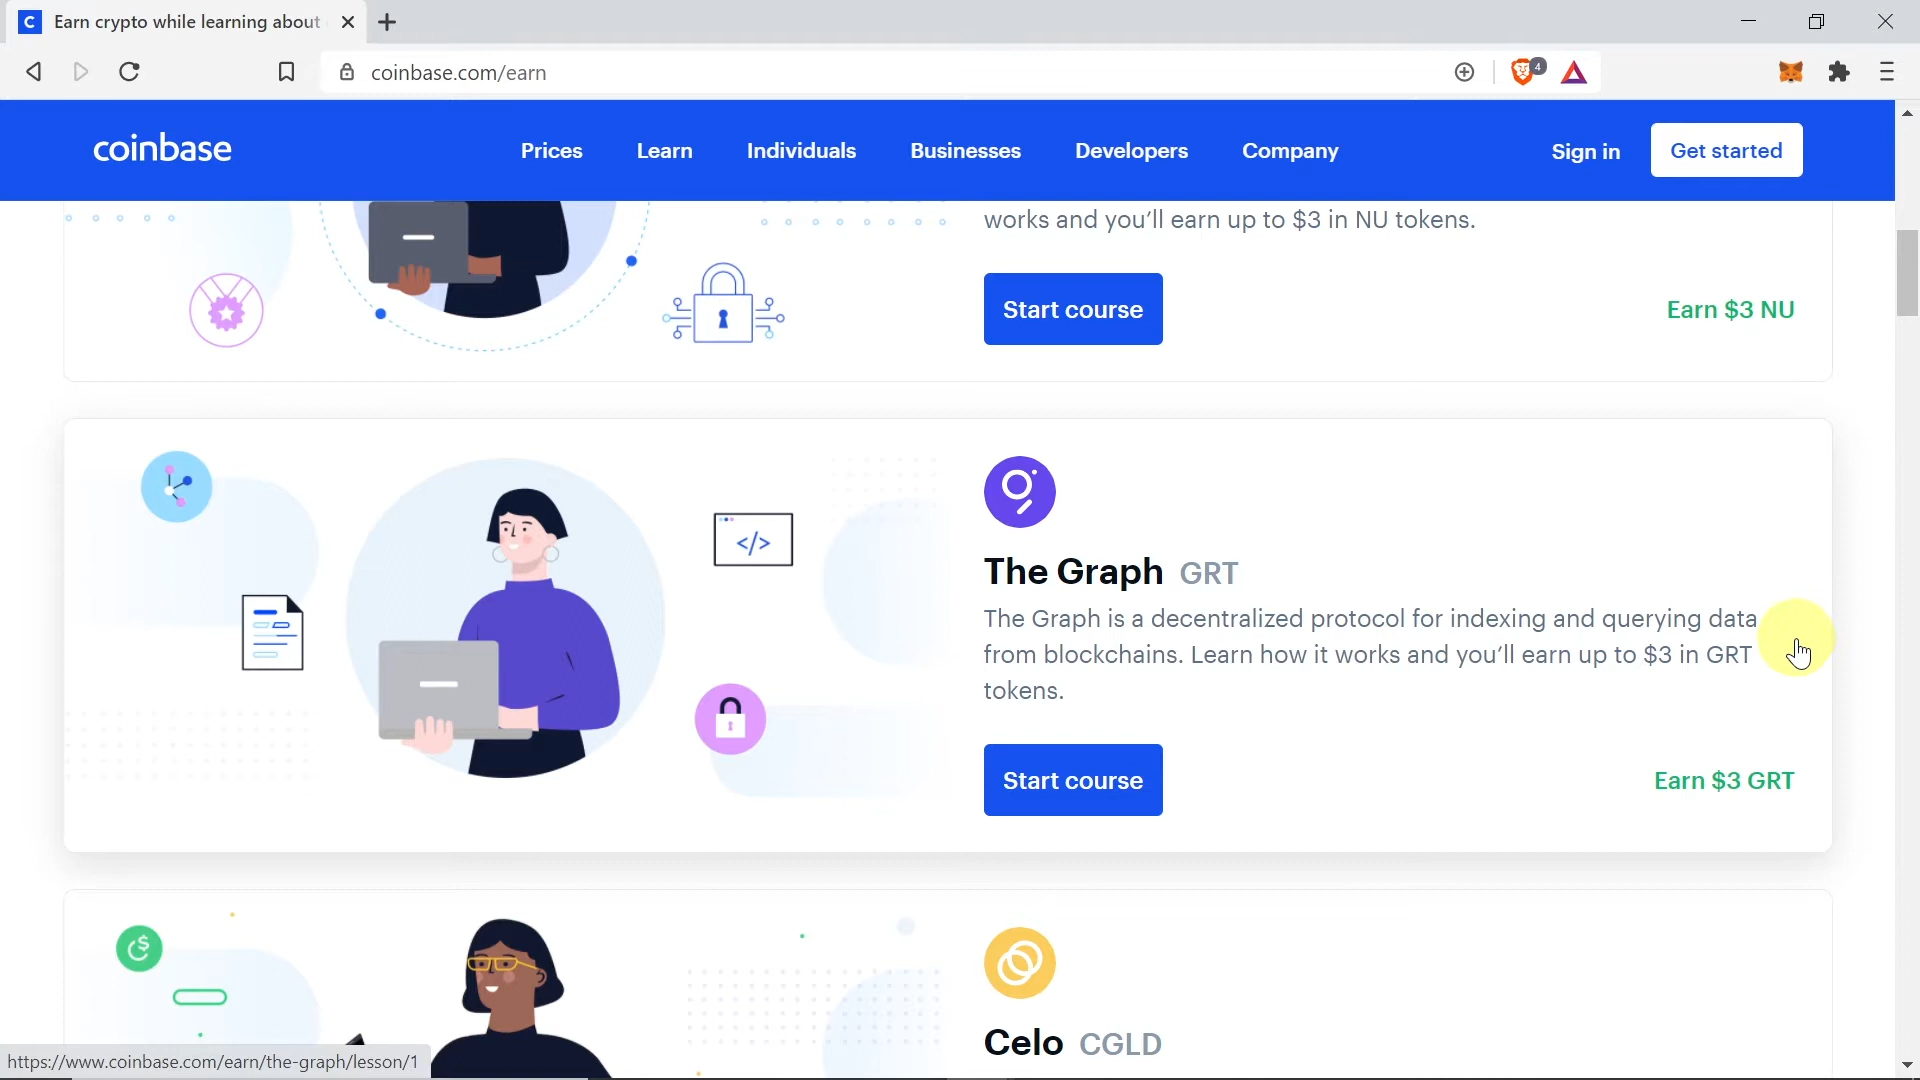 Earn crypto while learning about
coinbase.com/earn
4
coinbase
Prices
Learn
Individuals
Businesses
Developers
Company
Sign in
Get started
works and you’ll earn up to $3 in NU tokens.
Start course
Earn $3 NU
</>
The Graph GRT
The Graph is a decentralized protocol for indexing and querying data
from blockchains. Learn how it works and you’ll earn up to $3 in GRT
tokens.
Start course
Earn $3 GRT
Celo CGLD
https://www.coinbase.com/earn/the-graph/lesson/1